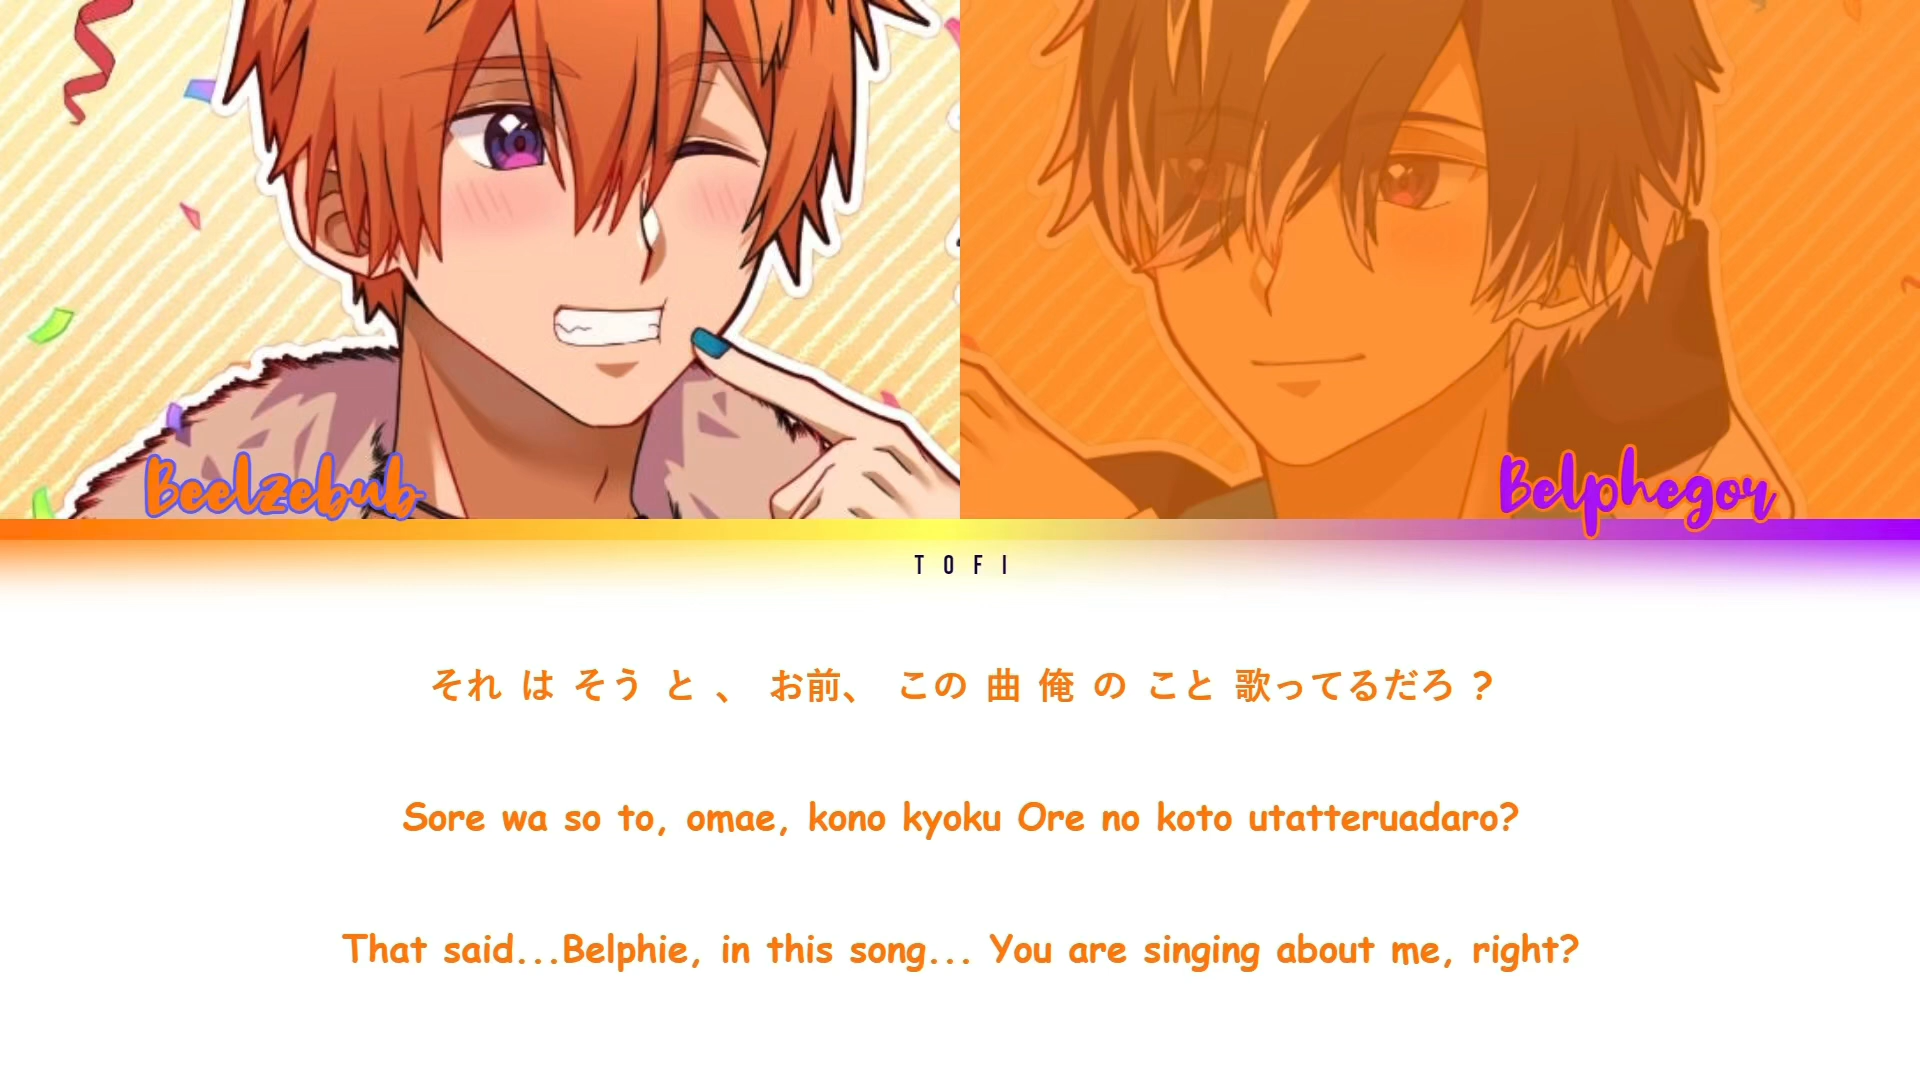 Beelzebub
Belphegor
TOFI
それ は そう と 、 お前、 この 曲 俺 の こと 歌ってるだろ ?
Sore wa so to, omae, kono kyoku Ore no koto utatteruadaro?
That said...Belphie, in this song... You are singing about me, right?